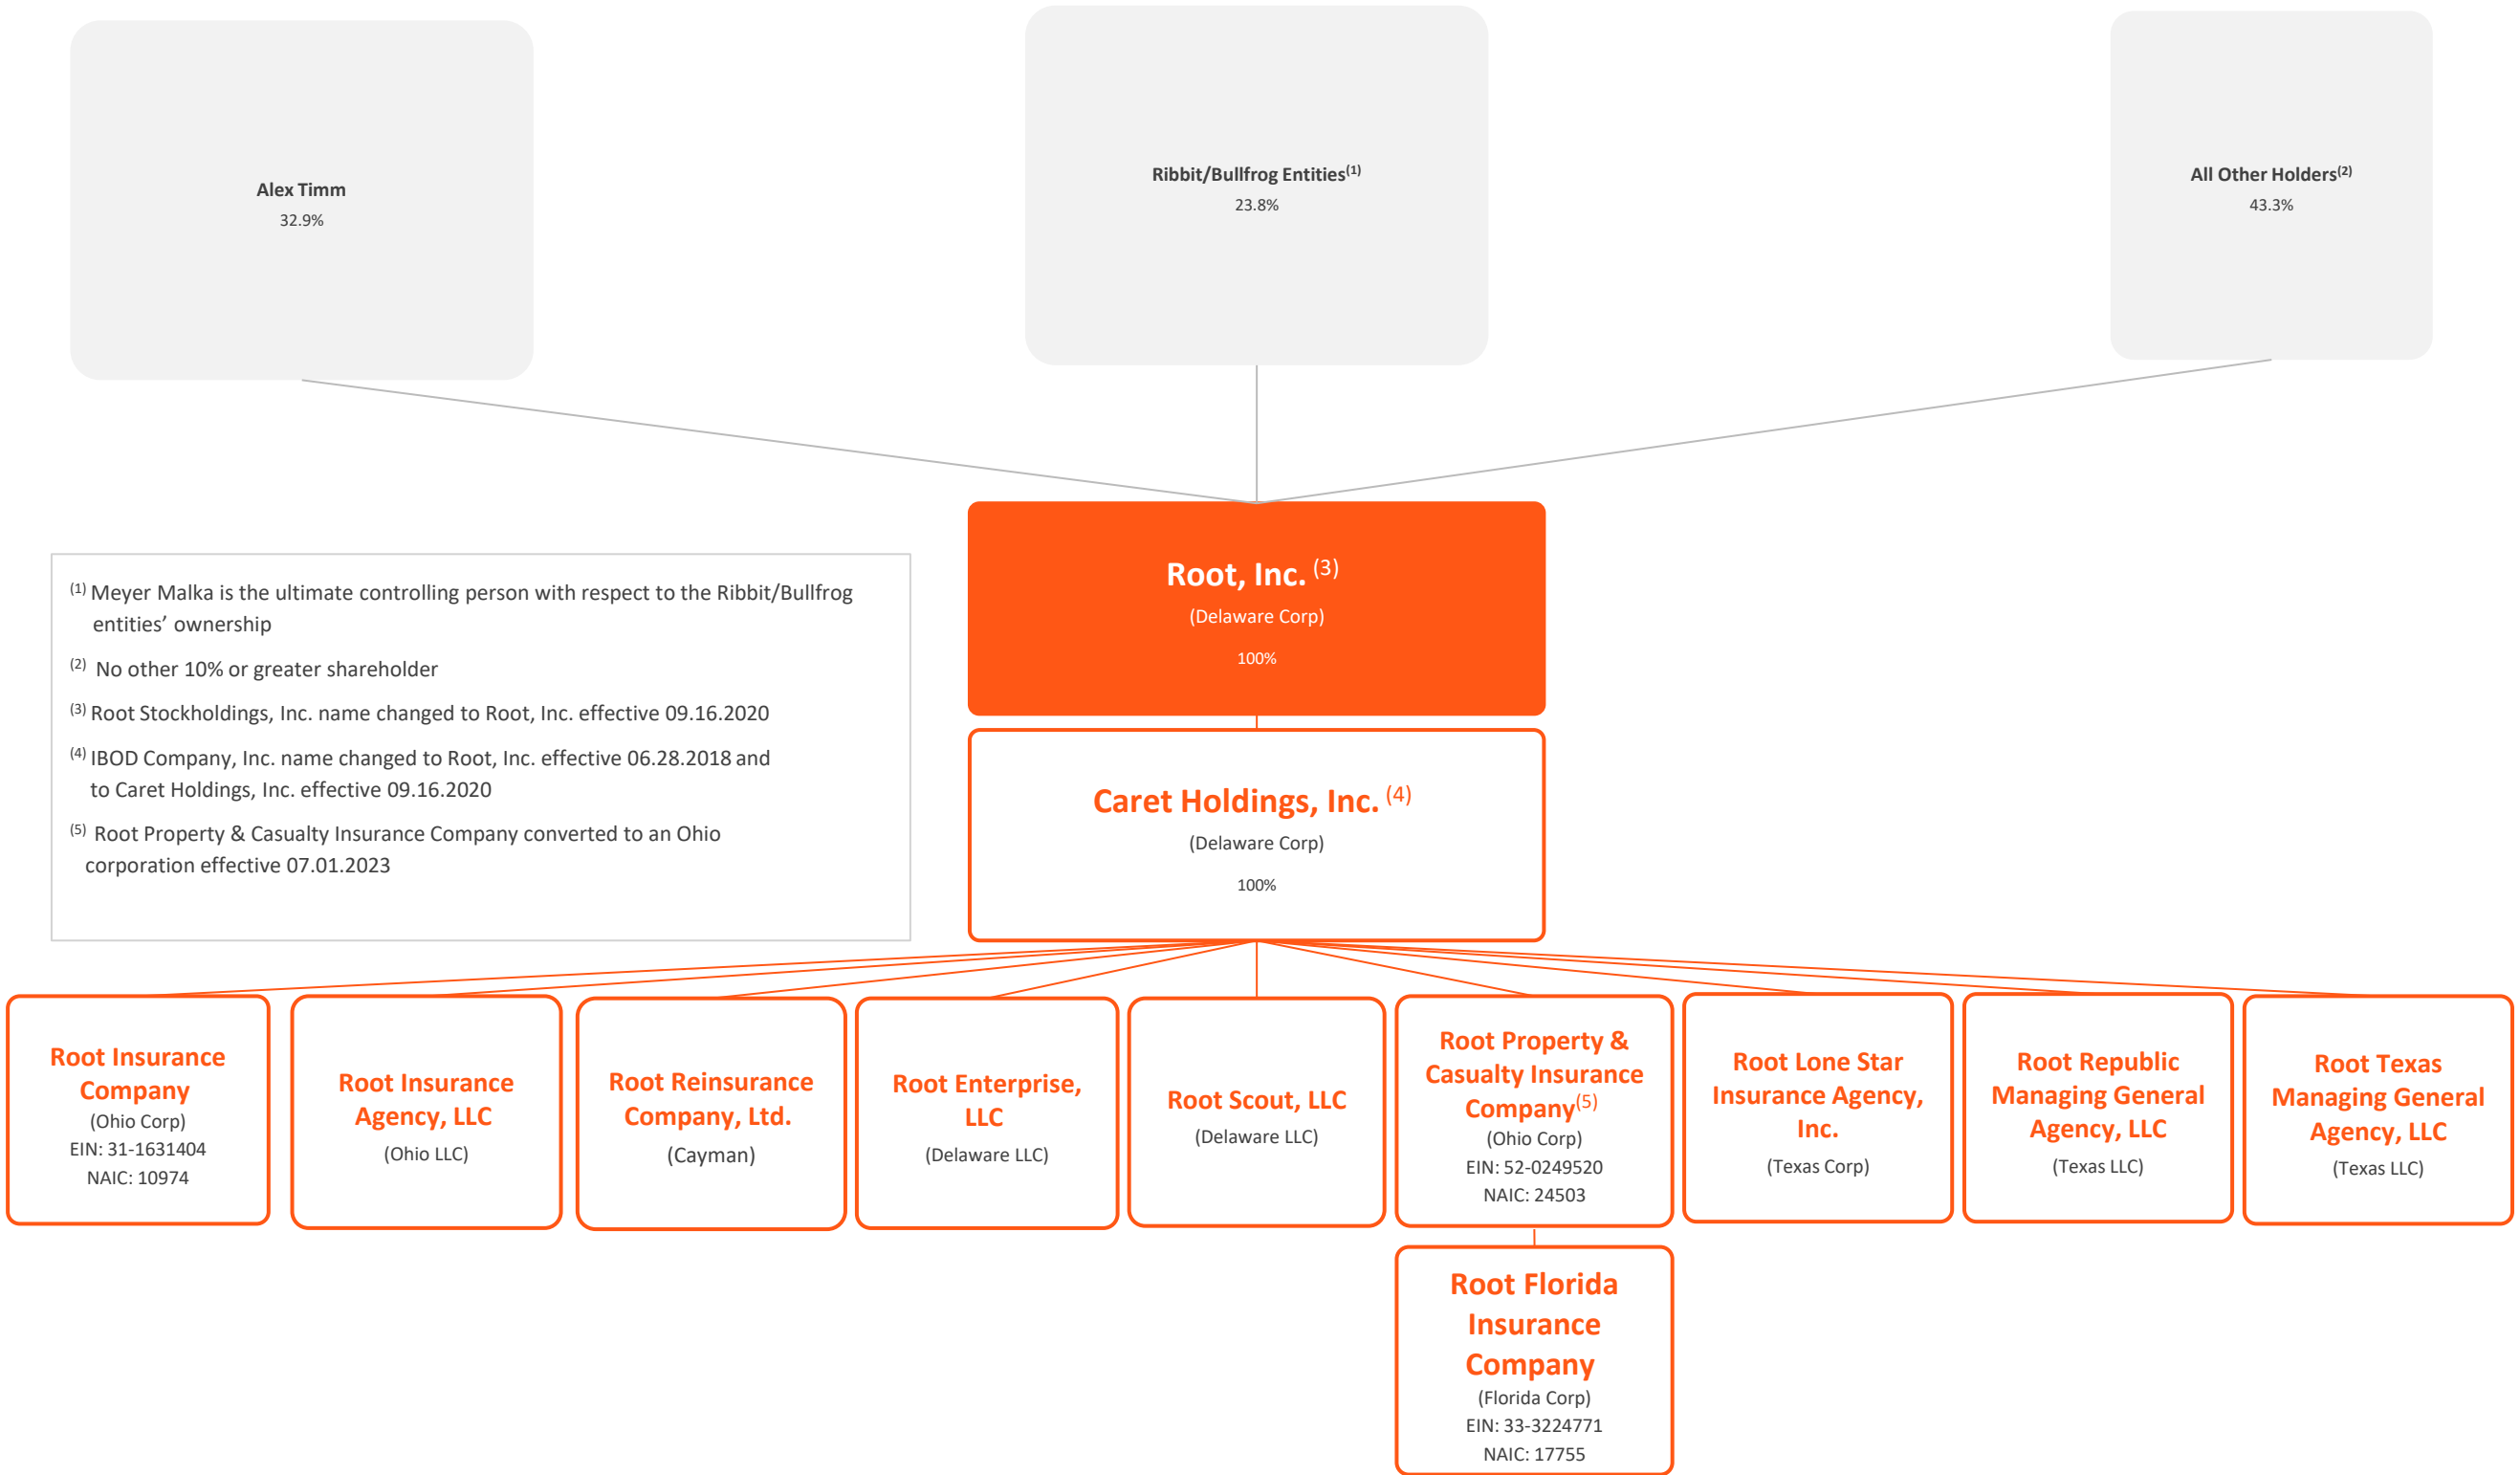 Alex Timm
32.9%
Ribbit/Bullfrog Entities(1)
23.8%
All Other Holders(2)
43.3%
Root, Inc. (3)
(Delaware Corp)
100%
(1) Meyer Malka is the ultimate controlling person with respect to the Ribbit/Bullfrog
entities’ ownership
(2) No other 10% or greater shareholder
(3) Root Stockholdings, Inc. name changed to Root, Inc. effective 09.16.2020
(4) IBOD Company, Inc. name changed to Root, Inc. effective 06.28.2018 and
to Caret Holdings, Inc. effective 09.16.2020
(5) Root Property & Casualty Insurance Company converted to an Ohio
corporation effective 07.01.2023
Caret Holdings, Inc. (4)
(Delaware Corp)
100%
Root Insurance
Company
(Ohio Corp)
EIN: 31-1631404
NAIC: 10974
Root Insurance
Agency, LLC
(Ohio LLC)
Root Reinsurance
Company, Ltd.
(Cayman)
Root Enterprise,
LLC
(Delaware LLC)
Root Scout, LLC
(Delaware LLC)
Root Property &
Casualty Insurance
Company(5)
(Ohio Corp)
EIN: 52-0249520
NAIC: 24503
Root Lone Star
Insurance Agency,
Inc.
(Texas Corp)
Root Republic
Managing General
Agency, LLC
(Texas LLC)
Root Texas
Managing General
Agency, LLC
(Texas LLC)
Root Florida
Insurance
Company
(Florida Corp)
EIN: 33-3224771
NAIC: 17755